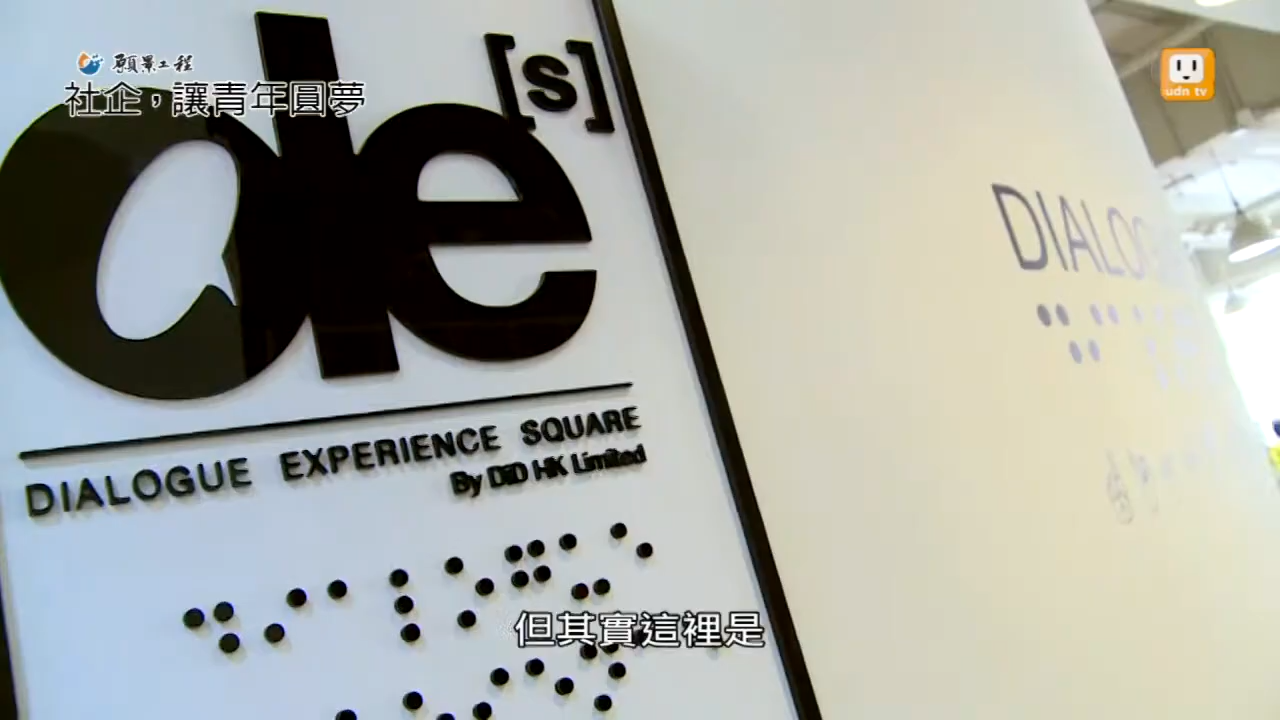 願景工程
社企，讓青年圓夢
udn tv
de[s]
DIALOGUE EXPERIENCE SQUARE
By DiD HK Limited
DIALOG
但其實這裡是